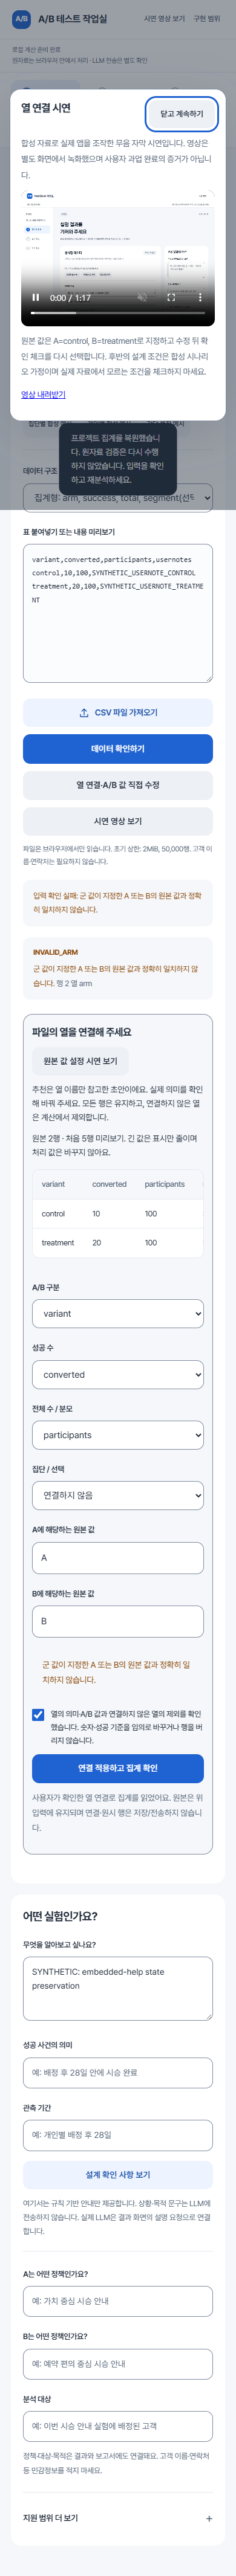 A/B 테스트 작업실
시연 영상 보기
구현 범위
로컬 계산 준비 완료
원자료는 브라우저 안에서 처리 · LLM 전송은 별도 확인
열 연결 시연
닫고 계속하기
합성 자료로 실제 앱을 조작한 무음 자막 시연입니다. 영상은
별도 화면에서 녹화했으며 사용자 과업 완료의 증거가 아닙니
다.
0:00 / 1:17
원본 값은 A=control, B=treatment로 지정하고 수정 뒤 확
인 체크를 다시 선택합니다. 후반의 설계 조건은 합성 시나리
오 가정이며 실제 자료에서 모르는 조건을 체크하지 마세요.
영상 내려받기
프로젝트 집계를 복원했습니
다. 원자료 검증은 다시 수행
하지 않았습니다. 입력을 확인
하고 재분석하세요.
데이터 구조
집계형: arm, success, total, segment(선택
표 붙여넣기 또는 내용 미리보기
variant,converted,participants,usernotes
control,10,100,SYNTHETIC_USERNOTE_CONTROL
treatment,20,100,SYNTHETIC_USERNOTE_TREATME
NT
CSV 파일 가져오기
데이터 확인하기
열 연결·A/B 값 직접 수정
시연 영상 보기
파일은 브라우저에서만 읽습니다. 초기 상한: 2MiB, 50,000행. 고객 이
름·연락처는 필요하지 않습니다.
입력 확인 실패: 군 값이 지정한 A 또는 B의 원본 값과 정확
히 일치하지 않습니다.
INVALID_ARM
군 값이 지정한 A 또는 B의 원본 값과 정확히 일치하지 않
습니다. 행 2 열 arm
파일의 열을 연결해 주세요
원본 값 설정 시연 보기
추천은 열 이름만 참고한 초안이에요. 실제 의미를 확인
해 바꿔 주세요. 모든 행은 유지하고, 연결하지 않은 열
은 계산에서 제외합니다.
원본 2행 · 처음 5행 미리보기. 긴 값은 표시만 줄이며
처리 값은 바꾸지 않아요.
variant converted participants
control 10 100
treatment 20 100
A/B 구분
variant
성공 수
converted
전체 수 / 분모
participants
집단 / 선택
연결하지 않음
A에 해당하는 원본 값
A
B에 해당하는 원본 값
B
군 값이 지정한 A 또는 B의 원본 값과 정확히 일
치하지 않습니다.
열의 의미·A/B 값과 연결하지 않은 열의 제외를 확인
했습니다. 숫자·성공 기준을 임의로 바꾸거나 행을 버
리지 않습니다.
연결 적용하고 집계 확인
사용자가 확인한 열 연결로 집계를 읽었어요. 원본은 위
입력에 유지되며 연결·원시 행은 저장/전송하지 않습니
다.
어떤 실험인가요?
무엇을 알아보고 싶나요?
SYNTHETIC: embedded-help state
preservation
성공 사건의 의미
예: 배정 후 28일 안에 시승 완료
관측 기간
예: 개인별 배정 후 28일
설계 확인 사항 보기
여기서는 규칙 기반 안내만 제공합니다. 상황·목적 문구는 LLM에
전송하지 않습니다. 실제 LLM은 결과 화면의 설명 요청으로 연결
합니다.
A는 어떤 정책인가요?
예: 가치 중심 시승 안내
B는 어떤 정책인가요?
예: 예약 편의 중심 시승 안내
분석 대상
예: 이번 시승 안내 실험에 배정된 고객
정책·대상·목적은 결과와 보고서에도 연결돼요. 고객 이름·연락처
등 민감정보를 적지 마세요.
지원 범위 더 보기
+